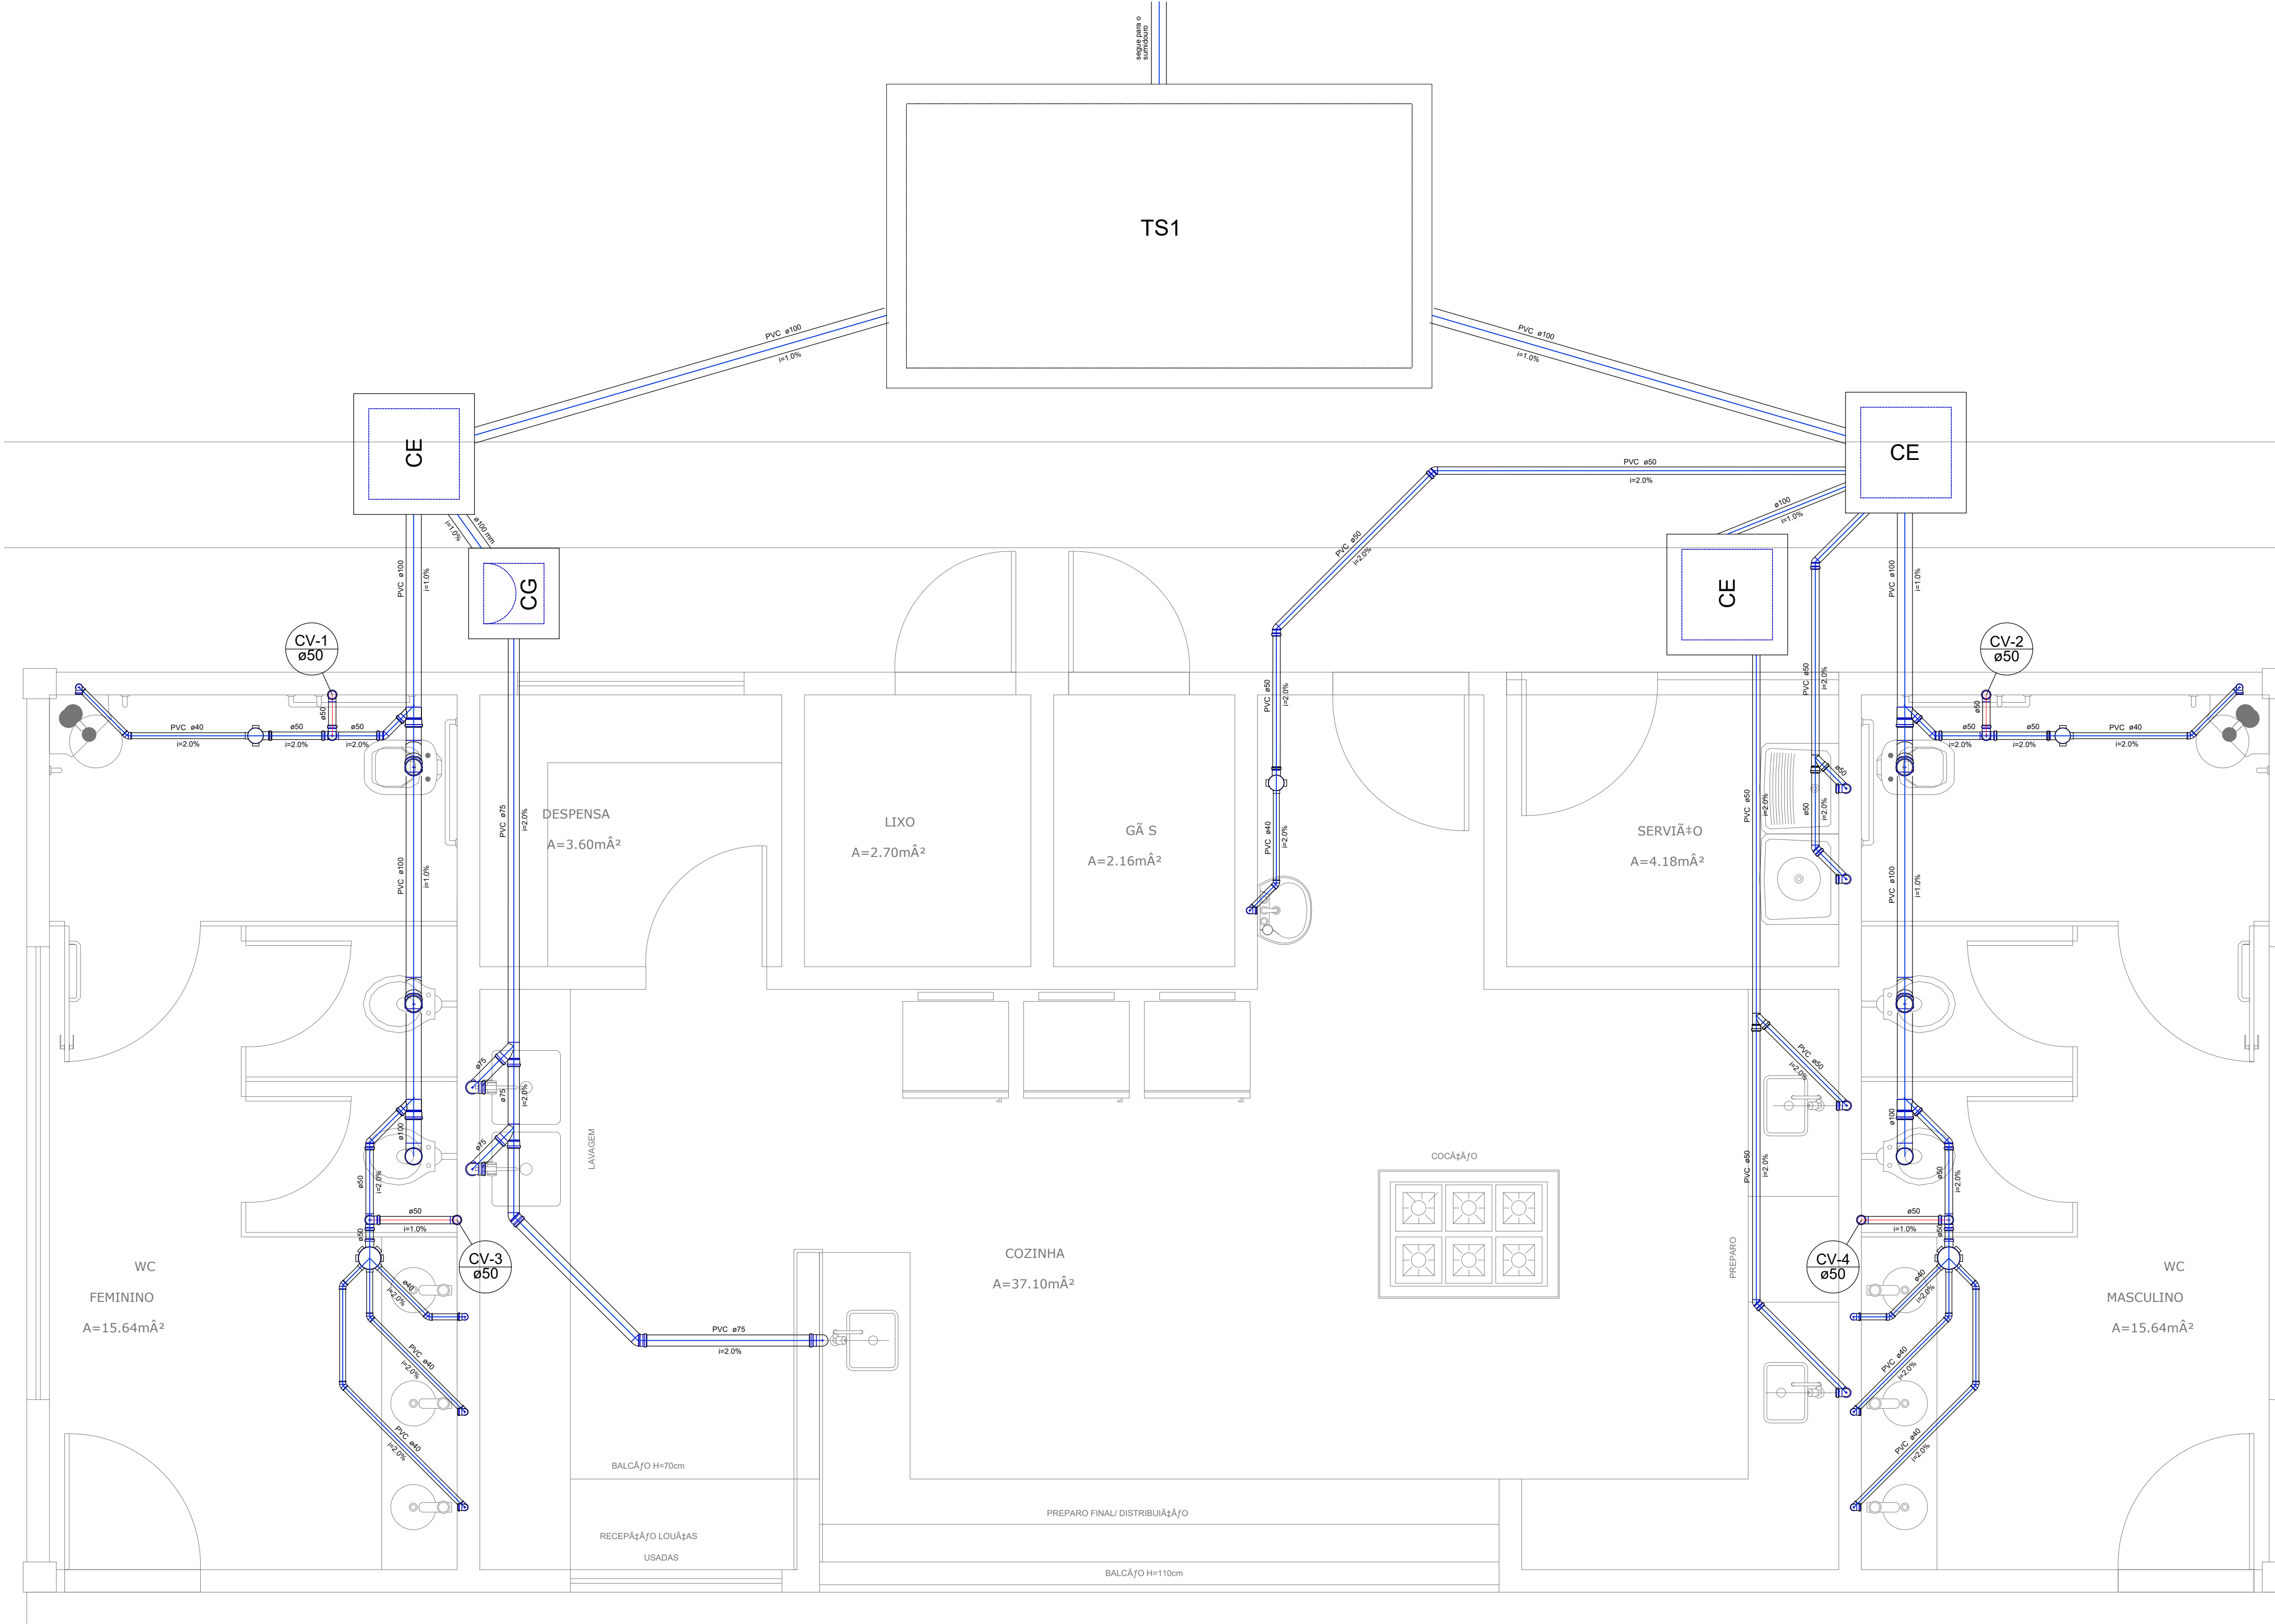 segue para o
sumidouro
TS1
PVC ø100
i=1.0%
PVC ø100
i=1.0%
CE
CE
PVC ø50
i=2.0%
ø100 mm
i=1.0%
ø100
i=1.0%
PVC ø50
i=2.0%
PVC ø100
i=1.0%
CG
CE
PVC ø100
i=1.0%
CV-1
ø50
CV-2
ø50
PVC ø50
i=2.0%
PVC ø50
i=2.0%
ø50
ø50
PVC ø40
i=2.0%
ø50
i=2.0%
ø50
i=2.0%
ø50
i=2.0%
ø50
i=2.0%
PVC ø40
i=2.0%
ø50
ø50
i=2.0%
PVC ø75
i=2.0%
PVC ø50
i=2.0%
DESPENSA
A=3.60mÂ²
LIXO
A=2.70mÂ²
GÃ S
A=2.16mÂ²
PVC ø40
i=2.0%
SERVIÃ‡O
A=4.18mÂ²
PVC ø100
i=1.0%
PVC ø100
i=1.0%
ø75
ø75
i=2.0%
ø75
PVC ø50
i=2.0%
LAVAGEM
COCÃ‡ÃƒO
PVC ø50
i=2.0%
ø100
ø100
ø50
i=2.0%
ø50
i=2.0%
ø50
i=1.0%
ø50
ø50
i=1.0%
ø50
CV-3
ø50
CV-4
ø50
COZINHA
A=37.10mÂ²
PREPARO
WC
FEMININO
A=15.64mÂ²
WC
MASCULINO
A=15.64mÂ²
ø40
i=2.0%
ø40
i=2.0%
PVC ø75
i=2.0%
PVC ø40
i=2.0%
PVC ø40
i=2.0%
PVC ø40
i=2.0%
PVC ø40
i=2.0%
BALCÃƒO H=70cm
PREPARO FINAL/ DISTRIBUIÃ‡ÃƒO
RECEPÃ‡ÃƒO LOUÃ‡AS
USADAS
BALCÃƒO H=110cm